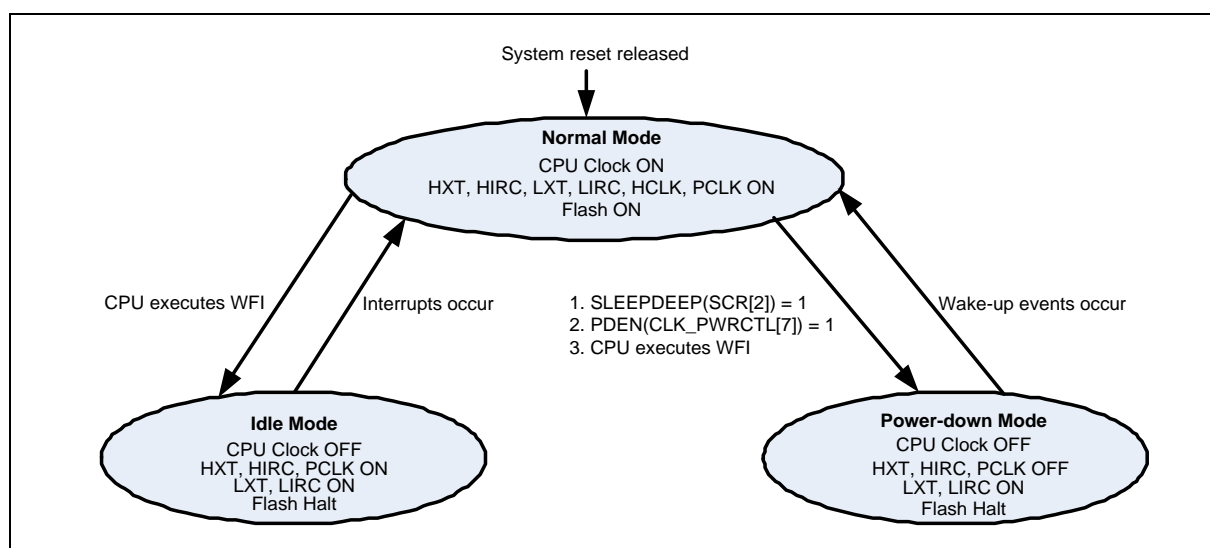 System reset released
Normal Mode
CPU Clock ON
HXT, HIRC, LXT, LIRC, HCLK, PCLK ON
Flash ON
CPU executes WFI
Interrupts occur
1. SLEEPDEEP(SCR[2]) = 1
2. PDEN(CLK_PWRCTL[7]) = 1
3. CPU executes WFI
Wake-up events occur
Idle Mode
CPU Clock OFF
HXT, HIRC, PCLK ON
LXT, LIRC ON
Flash Halt
Power-down Mode
CPU Clock OFF
HXT, HIRC, PCLK OFF
LXT, LIRC ON
Flash Halt